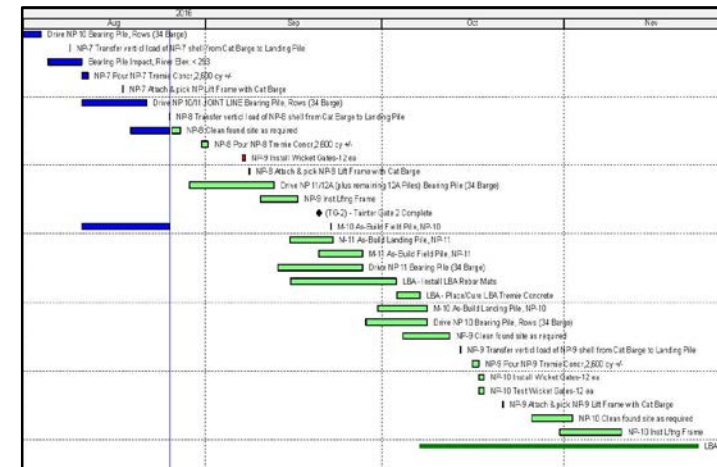 2016
Aug Sep Oct Nov
Drive NP 10 Bearing Pile, Rows (34 Barge)
NP-7 Transfer vertic'l load of NP-7 shell From Cat Barge to Landing Pile
Bearing Pile Impact, River Elev. < 293
NP-7 Pour NP-7 Tremie Concr, 2,600 cy +/-
NP-7 Attach & pick NP Lift Frame with Cat Barge
Drive NP 10/11 JOINT LINE Bearing Pile, Rows (34 Barge)
NP-8 Transfer vertic'l load of NP-8 shell from Cat Barge to Landing Pile
NP-8 Clean found site as required
NP-8 Pour NP-8 Tremie Concr, 2,600 cy +/-
NP-9 Install Wicket Gates-12 ea
NP-8 Attach & pick NP-8 Lift Frame with Cat Barge
Drive NP 11/12A (plus remaining 12A Piles) Bearing Pile (34 Barge)
NP-9 Inst Lftng Frame
(TG-2) - Tainter Gate 2 Complete
M-10 As-Build Field Pile, NP-10
M-11 As-Build Landing Pile, NP-11
M-11 As-Build Field Pile, NP-11
Drive NP 11 Bearing Pile (34 Barge)
LBA - Install LBA Rebar Mats
LBA - Place/Cure LBA Tremie Concrete
M-10 As-Build Landing Pile, NP-10
Drive NP 10 Bearing Pile, Rows (34 Barge)
NP-9 Clean found site as required
NP-9 Transfer vertic'l load of NP-9 shell from Cat Barge to Landing Pile
NP-9 Pour NP-9 Tremie Concr, 2,600 cy +/-
NP-10 Install Wicket Gates-12 ea
NP-10 Test Wicket Gates-12 ea
NP-9 Attach & pick NP-9 Lift Frame with Cat Barge
NP-10 Clean found site as required
NP-10 Inst Lftng Frame
LBA